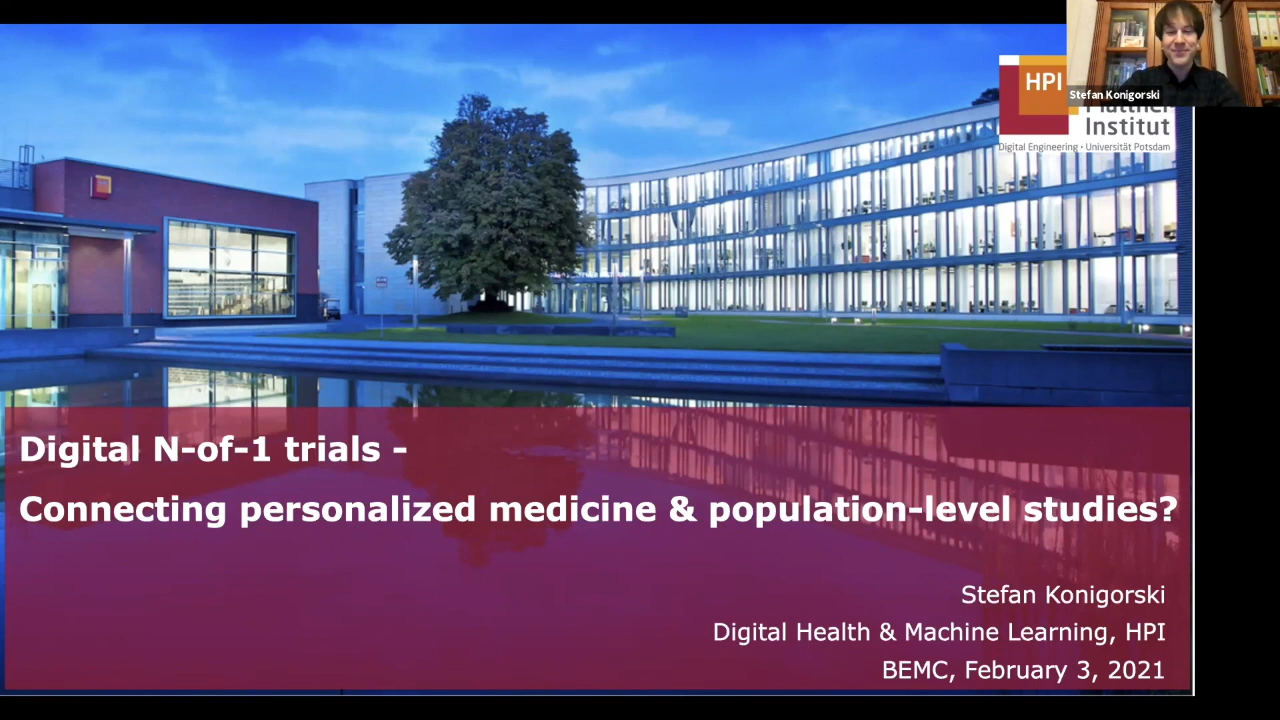 HPI
Stefan Konigorski
Institut
Digital Engineering • Universität Potsdam
Digital N-of-1 trials -
Connecting personalized medicine & population-level studies?
Stefan Konigorski
Digital Health & Machine Learning, HPI
BEMC, February 3, 2021